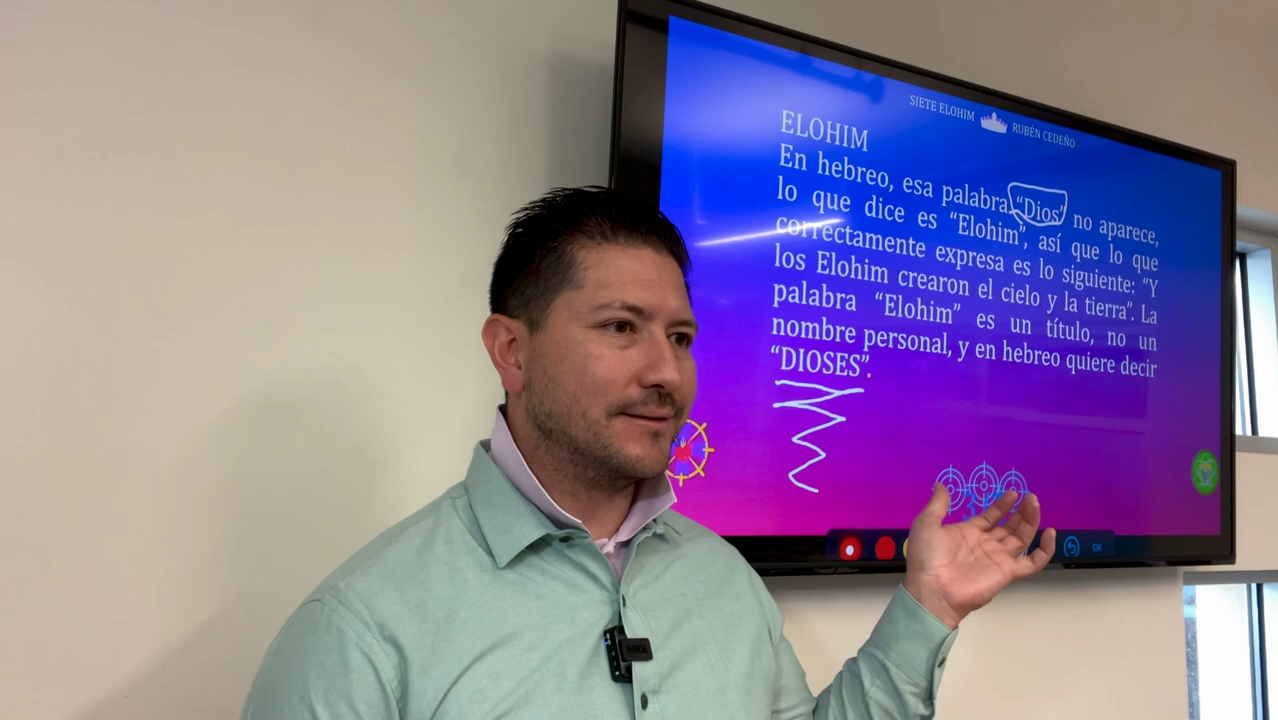 SIETE ELOHIM RUBÉN CEDEÑO
ELOHIM
En hebreo, esa palabra “Dios” no aparece,
lo que dice es “Elohim”, así que lo que
correctamente expresa es lo siguiente: “Y
los Elohim crearon el cielo y la tierra”. La
palabra “Elohim” es un título, no un
nombre personal, y en hebreo quiere decir
“DIOSES”.
OK